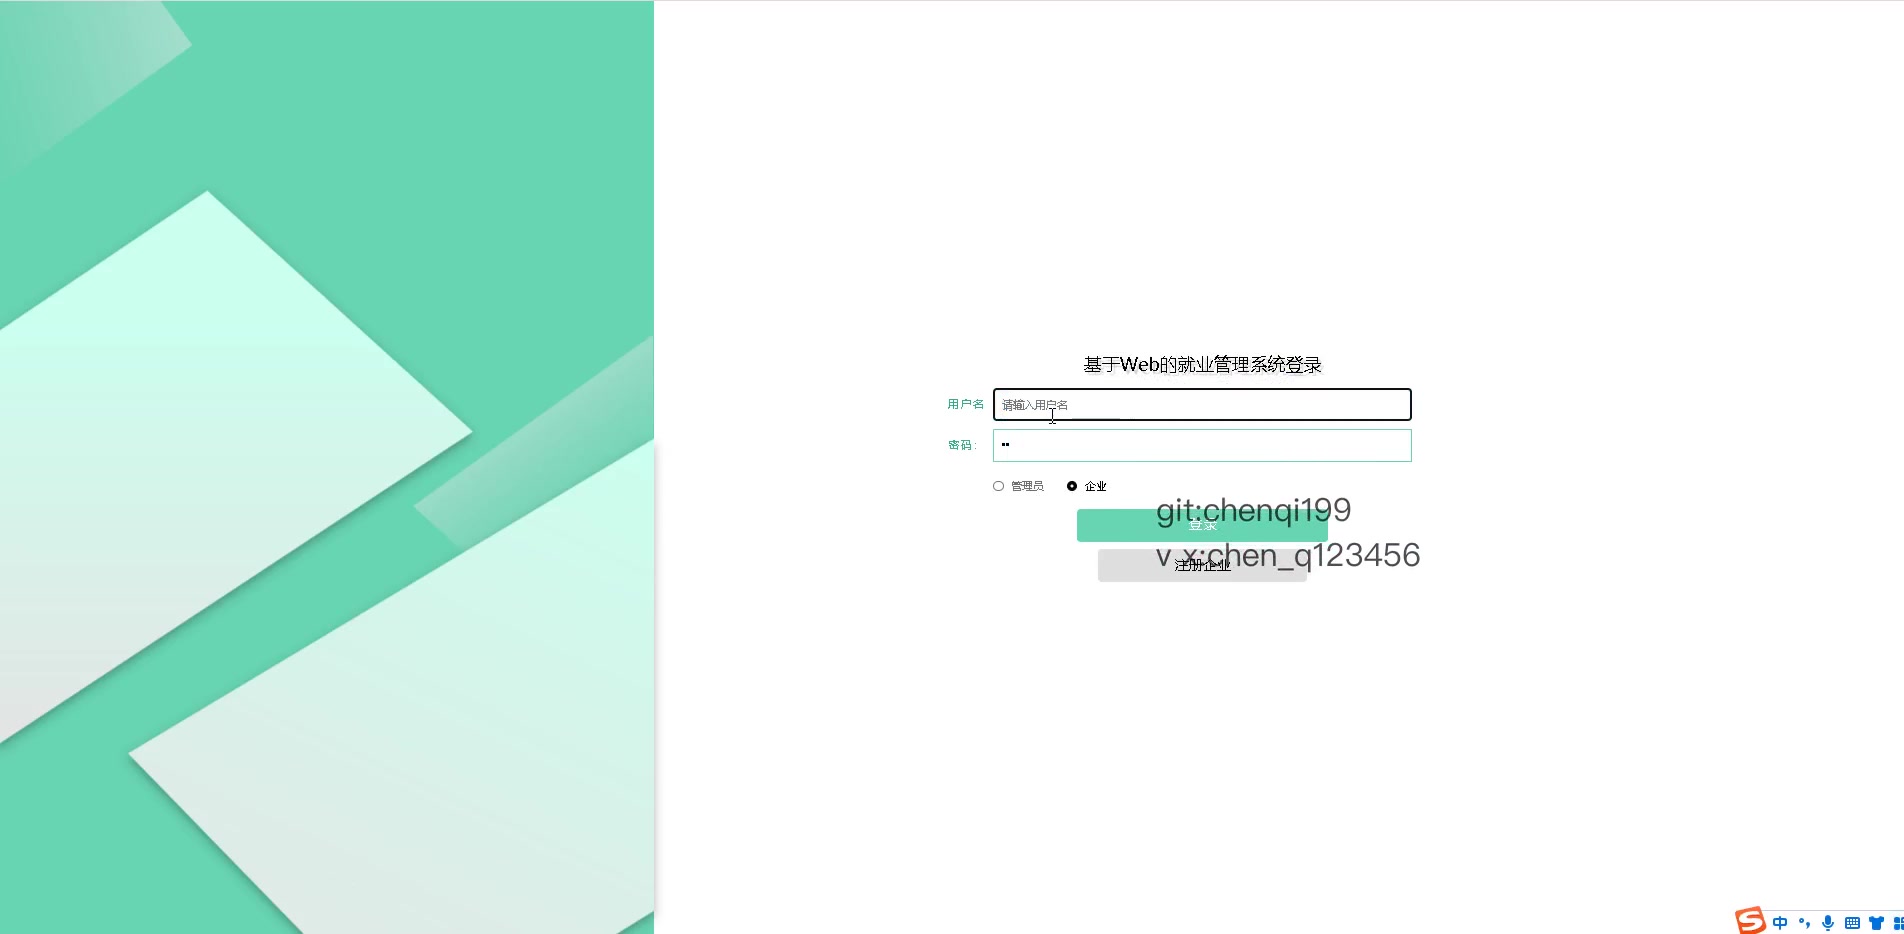 基于Web的就业管理系统登录
用户名
请输入用户名
密码：
••
管理员
企业
登录
git:chenqi199
注册企业
v.x:chen_q123456
中